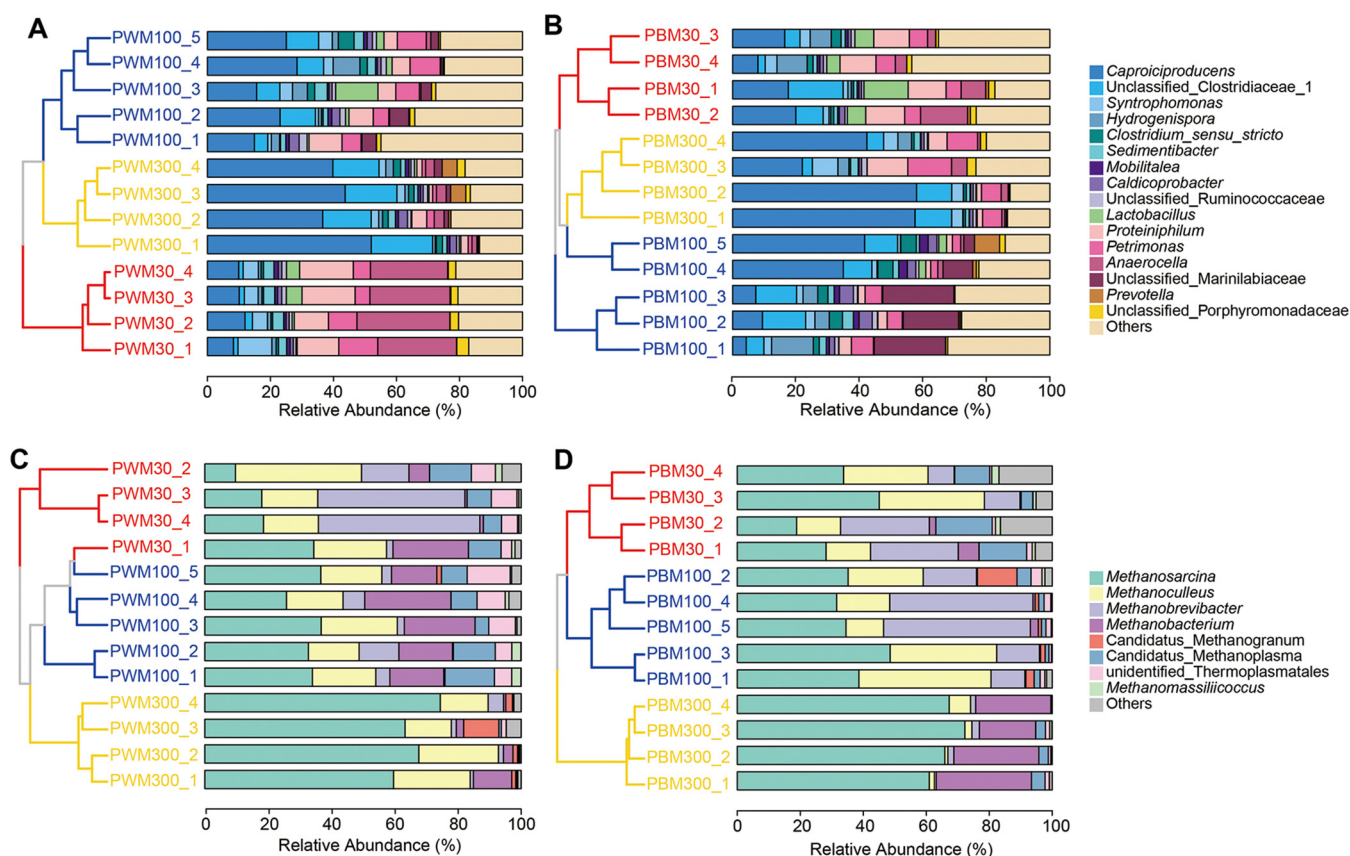 A
PWM100_5
PWM100_4
PWM100_3
PWM100_2
PWM100_1
PWM300_4
PWM300_3
PWM300_2
PWM300_1
PWM30_4
PWM30_3
PWM30_2
PWM30_1
0 20 40 60 80 100
Relative Abundance (%)
B
PBM30_3
PBM30_4
PBM30_1
PBM30_2
PBM300_4
PBM300_3
PBM300_2
PBM300_1
PBM100_5
PBM100_4
PBM100_3
PBM100_2
PBM100_1
0 20 40 60 80 100
Relative Abundance (%)
Caproiciproducens
Unclassified_Clostridiaceae_1
Syntrophomonas
Hydrogenispora
Clostridium_sensu_stricto
Sedimentibacter
Mobilitalea
Caldicoprobacter
Unclassified_Ruminococcaceae
Lactobacillus
Proteiniphilum
Petrimonas
Anaerocella
Unclassified_Marinilabiaceae
Prevotella
Unclassified_Porphyromonadaceae
Others
C
PWM30_2
PWM30_3
PWM30_4
PWM30_1
PWM100_5
PWM100_4
PWM100_3
PWM100_2
PWM100_1
PWM300_4
PWM300_3
PWM300_2
PWM300_1
0 20 40 60 80 100
Relative Abundance (%)
D
PBM30_4
PBM30_3
PBM30_2
PBM30_1
PBM100_2
PBM100_4
PBM100_5
PBM100_3
PBM100_1
PBM300_4
PBM300_3
PBM300_2
PBM300_1
0 20 40 60 80 100
Relative Abundance (%)
Methanosarcina
Methanoculleus
Methanobrevibacter
Methanobacterium
Candidatus_Methanogranum
Candidatus_Methanoplasma
unidentified_Thermoplasmatales
Methanomassiliicoccus
Others